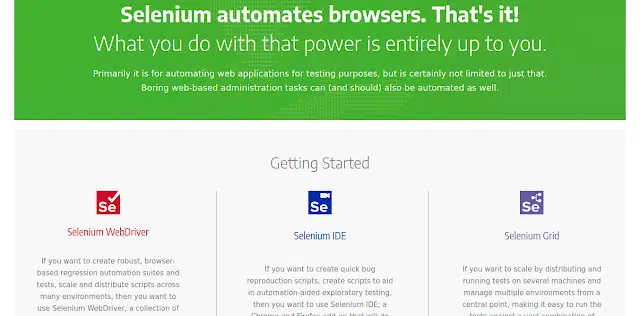 Selenium automates browsers. That's it!
What you do with that power is entirely up to you.
Primarily it is for automating web applications for testing purposes, but is certainly not limited to just that.
Boring web-based administration tasks can (and should) also be automated as well.
Getting Started
Se
Selenium WebDriver
If you want to create robust, browser-
based regression automation suites and
tests, scale and distribute scripts across
many environments, then you want to
use Selenium WebDriver, a collection of
Se
Selenium IDE
If you want to create quick bug
reproduction scripts, create scripts to aid
in automation-aided exploratory testing,
then you want to use Selenium IDE; a
Chrome and Firefox add-on that will do
Se
Selenium Grid
If you want to scale by distributing and
running tests on several machines and
manage multiple environments from a
central point, making it easy to run the
tests against a vast combination of